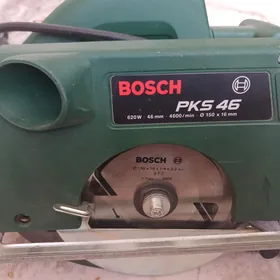 BOSCH
PKS 46
620W · 46 mm · 4600/min · Ø 150 x 16 mm
BOSCH